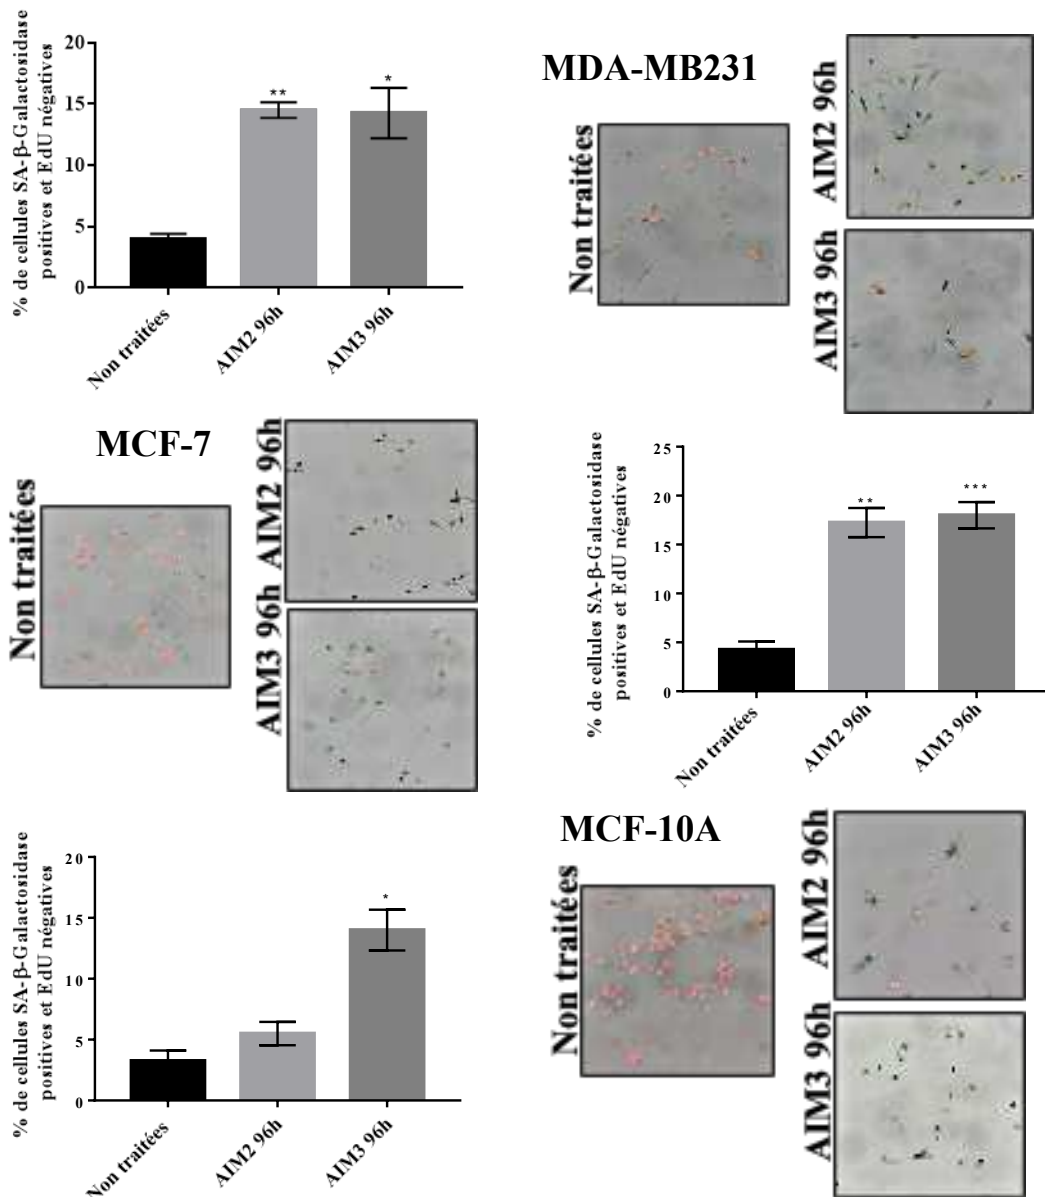 % de cellules SA-β-Galactosidase
positives et EdU négatives
20
15
10
5
0
**
*
Non traitées
AIM2 96h
AIM3 96h
MDA-MB231
Non traitées
AIM2 96h
AIM3 96h
MCF-7
Non traitées
AIM2 96h
AIM3 96h
% de cellules SA-β-Galactosidase
positives et EdU négatives
25
20
15
10
5
0
**
***
Non traitées
AIM2 96h
AIM3 96h
% de cellules SA-β-Galactosidase
positives et EdU négatives
20
15
10
5
0
*
Non traitées
AIM2 96h
AIM3 96h
MCF-10A
Non traitées
AIM2 96h
AIM3 96h